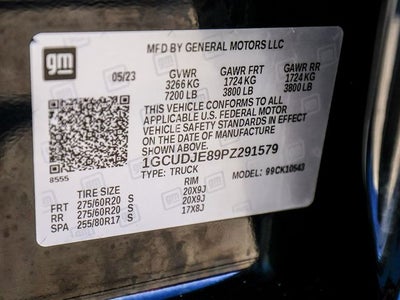 gm
MFD BY GENERAL MOTORS LLC
05/23
GVWR GAWR FRT GAWR RR
3266 KG 1724 KG 1724 KG
7200 LB 3800 LB 3800 LB
THIS VEHICLE CONFORMS TO ALL
APPLICABLE U.S. FEDERAL MOTOR
VEHICLE SAFETY STANDARDS IN EFFECT
ON THE DATE OF MANUFACTURE
SHOWN ABOVE.
1GCUDJE89PZ291579
8555
TYPE: TRUCK MODEL: 99CK10543
TIRE SIZE RIM
FRT 275/60R20 S 20X9J
RR 275/60R20 S 20X9J
SPA 255/80R17 S 17X8J